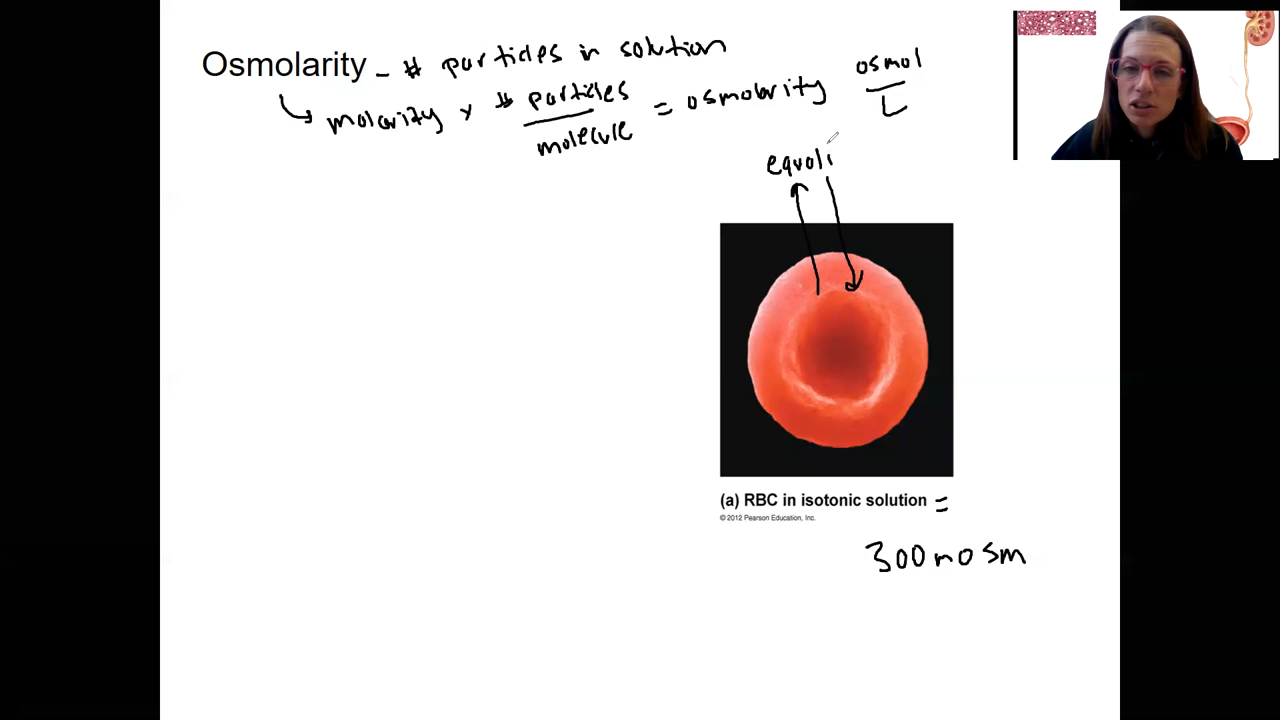 Osmolarity - # particles in solution
molarity x # particles / molecule = osmolarity osmol / L
equoli
(a) RBC in isotonic solution =
© 2012 Pearson Education, Inc.
300 mosm